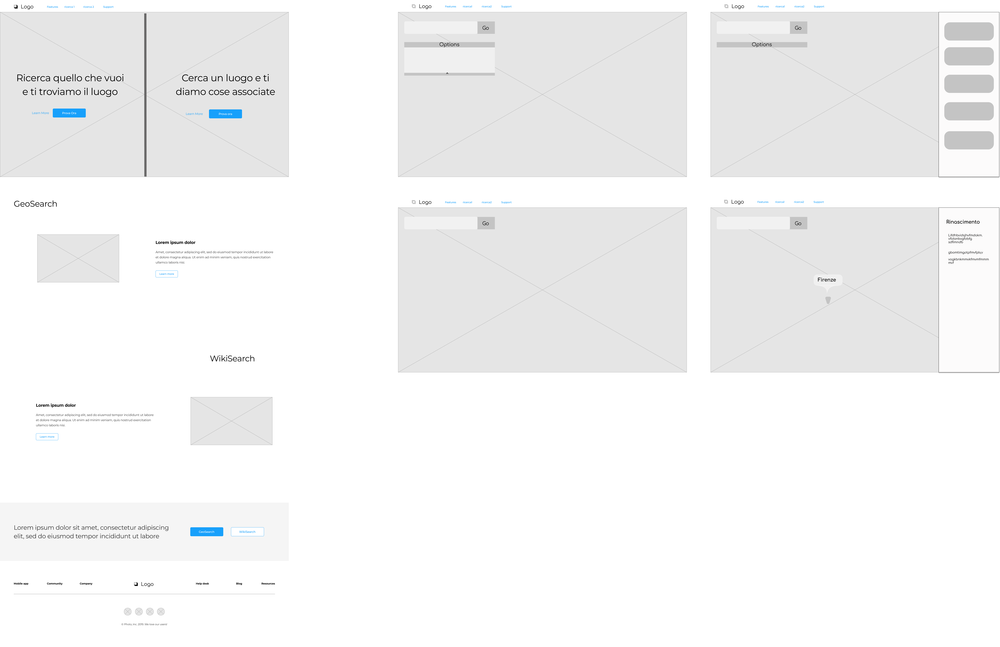 Logo
Features
ricerca 1
ricerca 2
Support
Ricerca quello che vuoi
e ti troviamo il luogo
Learn More
Prova Ora
Cerca un luogo e ti
diamo cose associate
Learn More
Prova ora
GeoSearch
Lorem ipsum dolor
Amet, consectetur adipiscing elit, sed do eiusmod tempor incididunt ut labore
et dolore magna aliqua. Ut enim ad minim veniam, quis nostrud exercitation
ullamco laboris nisi.
Learn more
WikiSearch
Lorem ipsum dolor
Amet, consectetur adipiscing elit, sed do eiusmod tempor incididunt ut labore
et dolore magna aliqua. Ut enim ad minim veniam, quis nostrud exercitation
ullamco laboris nisi.
Learn more
Lorem ipsum dolor sit amet, consectetur adipiscing
elit, sed do eiusmod tempor incididunt ut labore
GeoSearch
WikiSearch
Mobile app
Community
Company
Logo
Help desk
Blog
Resources
© Photo, Inc. 2019. We love our users!
Logo
Features
ricerca1
ricerca2
Support
Go
Options
Logo
Features
ricerca1
ricerca2
Support
Go
Options
Logo
Features
ricerca1
ricerca2
Support
Go
Logo
Features
ricerca1
ricerca2
Support
Go
Firenze
Rinascimento
Lifdhbvidsjhvfmdokm.
vfidonbvgfobfg
sdfimndb
gbomtimgotpfmvfplv;v
vogkbnkmmvkfmvmfmmm
mvf